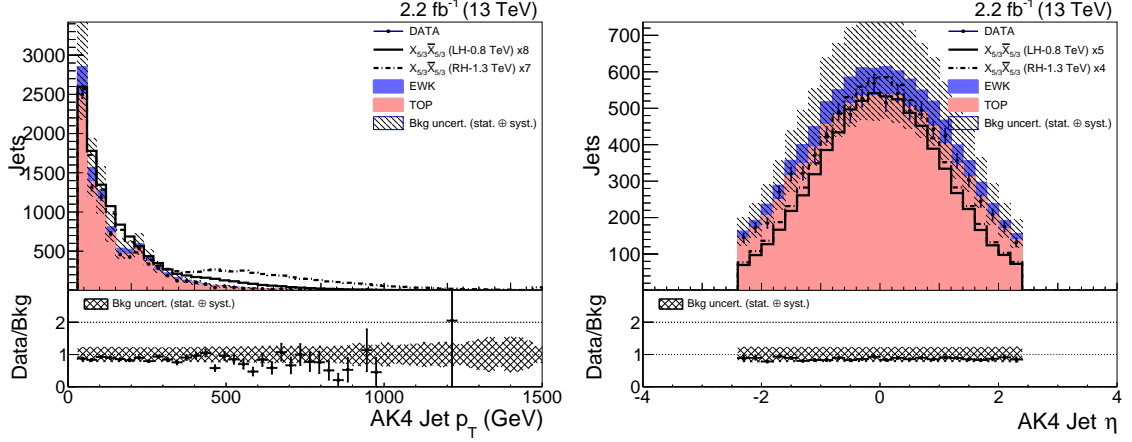 2.2 fb⁻¹ (13 TeV)
Jets
3000
2500
2000
1500
1000
500
DATA
X₅/₃X̅₅/₃ (LH-0.8 TeV) x8
X₅/₃X̅₅/₃ (RH-1.3 TeV) x7
EWK
TOP
Bkg uncert. (stat. ⊕ syst.)
Data/Bkg
2
1
0
Bkg uncert. (stat. ⊕ syst.)
0 500 1000 1500
AK4 Jet p_T (GeV)
2.2 fb⁻¹ (13 TeV)
Jets
700
600
500
400
300
200
100
DATA
X₅/₃X̅₅/₃ (LH-0.8 TeV) x5
X₅/₃X̅₅/₃ (RH-1.3 TeV) x4
EWK
TOP
Bkg uncert. (stat. ⊕ syst.)
Data/Bkg
2
1
0
Bkg uncert. (stat. ⊕ syst.)
-4 -2 0 2 4
AK4 Jet η